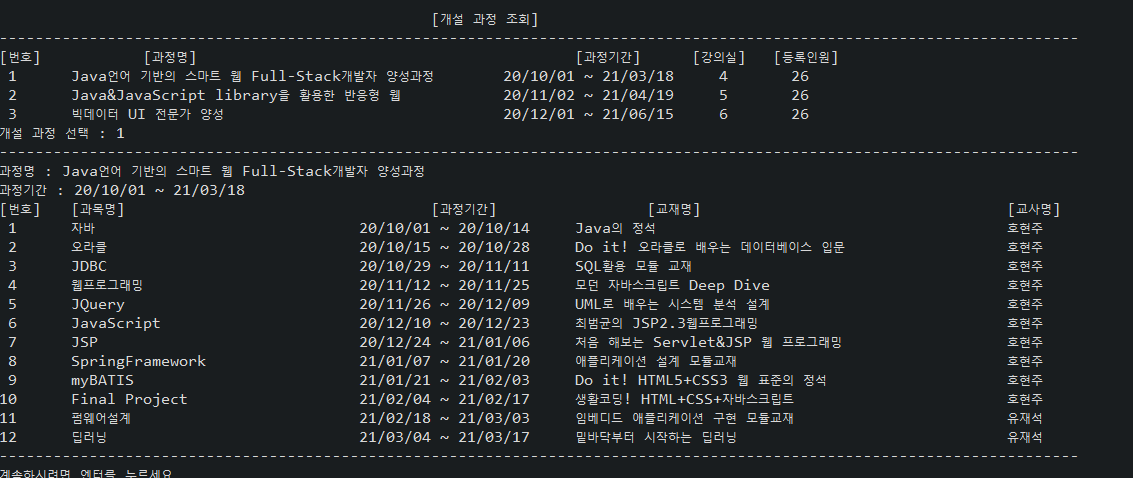 [개설 과정 조회]
[번호] [과정명] [과정기간] [강의실] [등록인원]
1 Java언어 기반의 스마트 웹 Full-Stack개발자 양성과정 20/10/01 ~ 21/03/18 4 26
2 Java&JavaScript library을 활용한 반응형 웹 20/11/02 ~ 21/04/19 5 26
3 빅데이터 UI 전문가 양성 20/12/01 ~ 21/06/15 6 26
개설 과정 선택 : 1
과정명 : Java언어 기반의 스마트 웹 Full-Stack개발자 양성과정
과정기간 : 20/10/01 ~ 21/03/18
[번호] [과목명] [과정기간] [교재명] [교사명]
1 자바 20/10/01 ~ 20/10/14 Java의 정석 호현주
2 오라클 20/10/15 ~ 20/10/28 Do it! 오라클로 배우는 데이터베이스 입문 호현주
3 JDBC 20/10/29 ~ 20/11/11 SQL활용 모듈 교재 호현주
4 웹프로그래밍 20/11/12 ~ 20/11/25 모던 자바스크립트 Deep Dive 호현주
5 JQuery 20/11/26 ~ 20/12/09 UML로 배우는 시스템 분석 설계 호현주
6 JavaScript 20/12/10 ~ 20/12/23 최범균의 JSP2.3웹프로그래밍 호현주
7 JSP 20/12/24 ~ 21/01/06 처음 해보는 Servlet&JSP 웹 프로그래밍 호현주
8 SpringFramework 21/01/07 ~ 21/01/20 애플리케이션 설계 모듈교재 호현주
9 myBATIS 21/01/21 ~ 21/02/03 Do it! HTML5+CSS3 웹 표준의 정석 호현주
10 Final Project 21/02/04 ~ 21/02/17 생활코딩! HTML+CSS+자바스크립트 호현주
11 펌웨어설계 21/02/18 ~ 21/03/03 임베디드 애플리케이션 구현 모듈교재 유재석
12 딥러닝 21/03/04 ~ 21/03/17 밑바닥부터 시작하는 딥러닝 유재석
계속하시려면 엔터를 누르세요